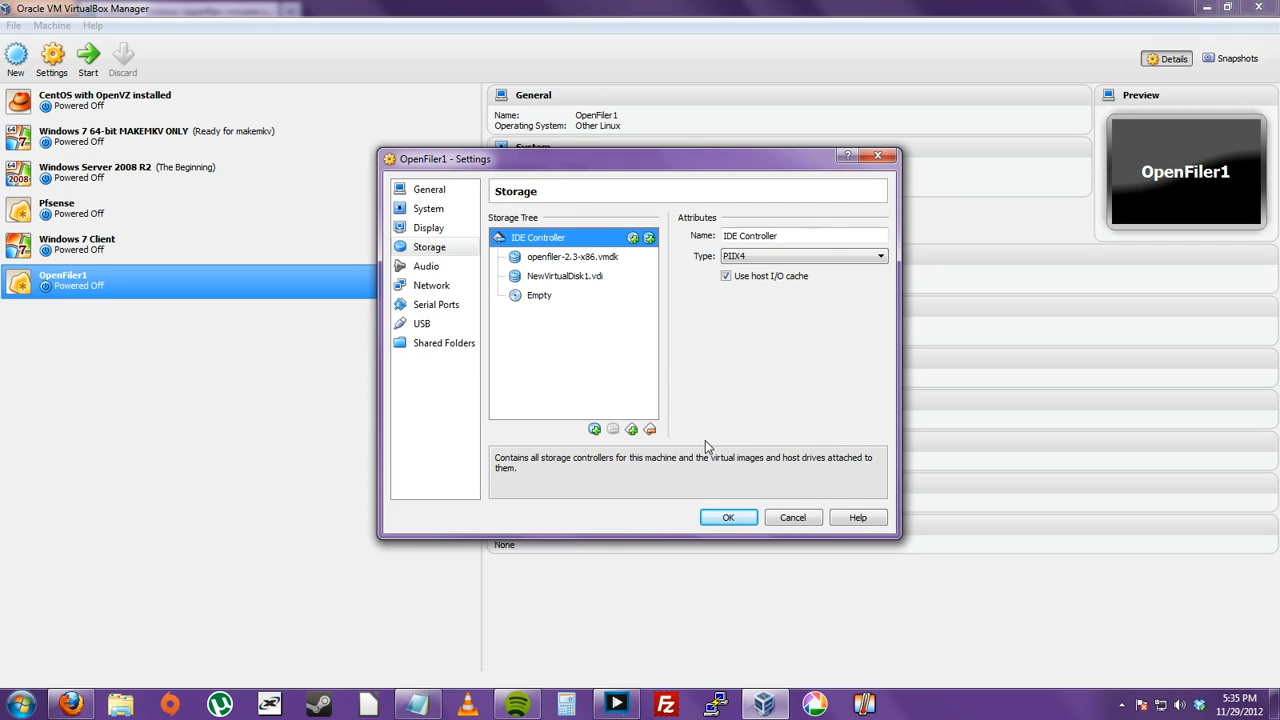 Oracle VM VirtualBox Manager
File Machine Help
New Settings Start Discard
Details Snapshots
CentOS with OpenVZ installed
Powered Off
64 Windows 7 64-bit MAKEMKV ONLY (Ready for makemkv)
Powered Off
64 2008 Windows Server 2008 R2 (The Beginning)
Powered Off
Pfsense
Powered Off
Windows 7 Client
Powered Off
OpenFiler1
Powered Off
General
Name: OpenFiler1
Operating System: Other Linux
System
Preview
OpenFiler1
OpenFiler1 - Settings
General
System
Display
Storage
Audio
Network
Serial Ports
USB
Shared Folders
Storage
Storage Tree
IDE Controller
openfiler-2.3-x86.vmdk
NewVirtualDisk1.vdi
Empty
Attributes
Name: IDE Controller
Type: PIIX4
Use host I/O cache
Contains all storage controllers for this machine and the virtual images and host drives attached to
them.
OK Cancel Help
None
5:35 PM
11/29/2012